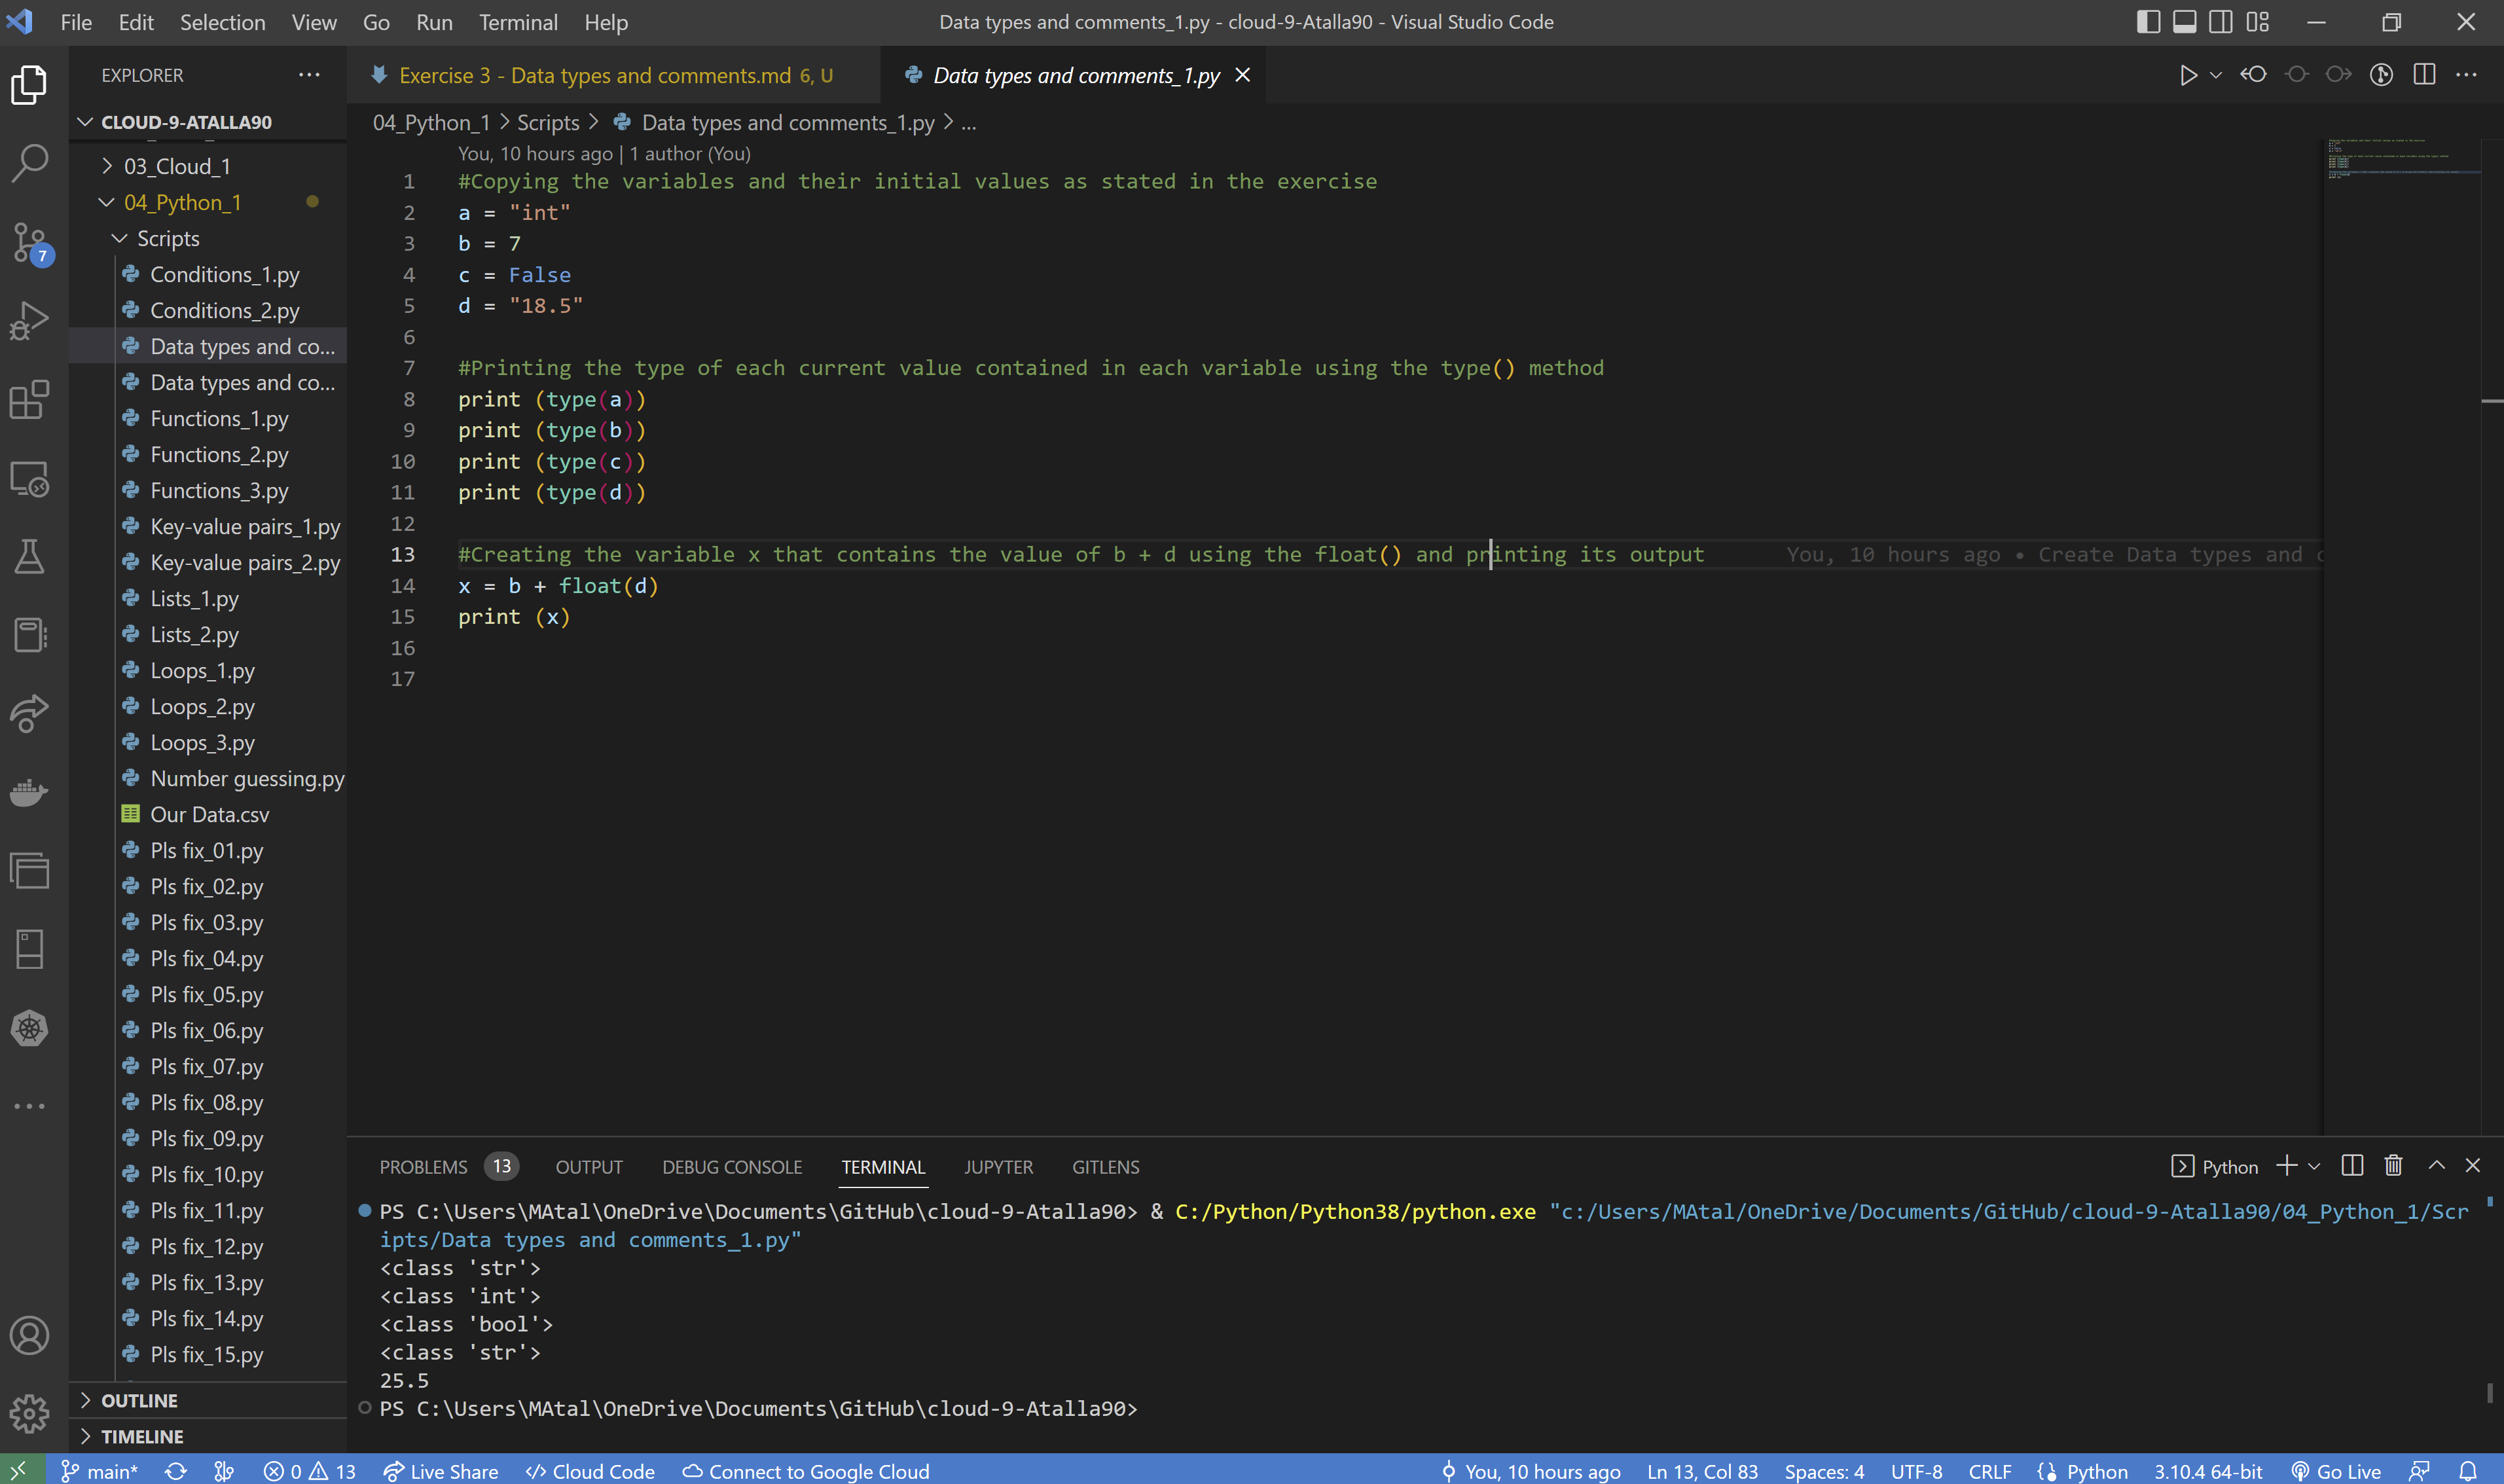 File Edit Selection View Go Run Terminal Help
Data types and comments_1.py - cloud-9-Atalla90 - Visual Studio Code
EXPLORER
Exercise 3 - Data types and comments.md 6, U
Data types and comments_1.py
CLOUD-9-ATALLA90
03_Cloud_1
04_Python_1
Scripts
Conditions_1.py
Conditions_2.py
Data types and co...
Data types and co...
Functions_1.py
Functions_2.py
Functions_3.py
Key-value pairs_1.py
Key-value pairs_2.py
Lists_1.py
Lists_2.py
Loops_1.py
Loops_2.py
Loops_3.py
Number guessing.py
Our Data.csv
Pls fix_01.py
Pls fix_02.py
Pls fix_03.py
Pls fix_04.py
Pls fix_05.py
Pls fix_06.py
Pls fix_07.py
Pls fix_08.py
Pls fix_09.py
Pls fix_10.py
Pls fix_11.py
Pls fix_12.py
Pls fix_13.py
Pls fix_14.py
Pls fix_15.py
OUTLINE
TIMELINE
7
04_Python_1 > Scripts > Data types and comments_1.py > ...
You, 10 hours ago | 1 author (You)
1 #Copying the variables and their initial values as stated in the exercise
2 a = "int"
3 b = 7
4 c = False
5 d = "18.5"
6
7 #Printing the type of each current value contained in each variable using the type() method
8 print (type(a))
9 print (type(b))
10 print (type(c))
11 print (type(d))
12
13 #Creating the variable x that contains the value of b + d using the float() and printing its output You, 10 hours ago • Create Data types and c
14 x = b + float(d)
15 print (x)
16
17
PROBLEMS 13 OUTPUT DEBUG CONSOLE TERMINAL JUPYTER GITLENS
Python
PS C:\Users\MAtal\OneDrive\Documents\GitHub\cloud-9-Atalla90> & C:/Python/Python38/python.exe "c:/Users/MAtal/OneDrive/Documents/GitHub/cloud-9-Atalla90/04_Python_1/Scr
ipts/Data types and comments_1.py"
<class 'str'>
<class 'int'>
<class 'bool'>
<class 'str'>
25.5
PS C:\Users\MAtal\OneDrive\Documents\GitHub\cloud-9-Atalla90>
main* 0 13 Live Share Cloud Code Connect to Google Cloud
You, 10 hours ago Ln 13, Col 83 Spaces: 4 UTF-8 CRLF Python 3.10.4 64-bit Go Live